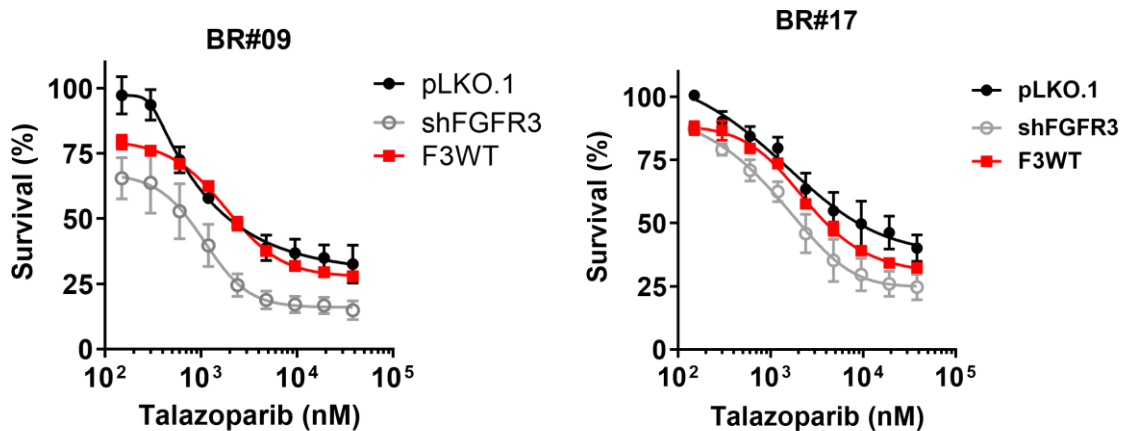 BR#09
pLKO.1
shFGFR3
F3WT
Survival (%)
100
75
50
25
0
10² 10³ 10⁴ 10⁵
Talazoparib (nM)
BR#17
pLKO.1
shFGFR3
F3WT
Survival (%)
100
75
50
25
0
10² 10³ 10⁴ 10⁵
Talazoparib (nM)